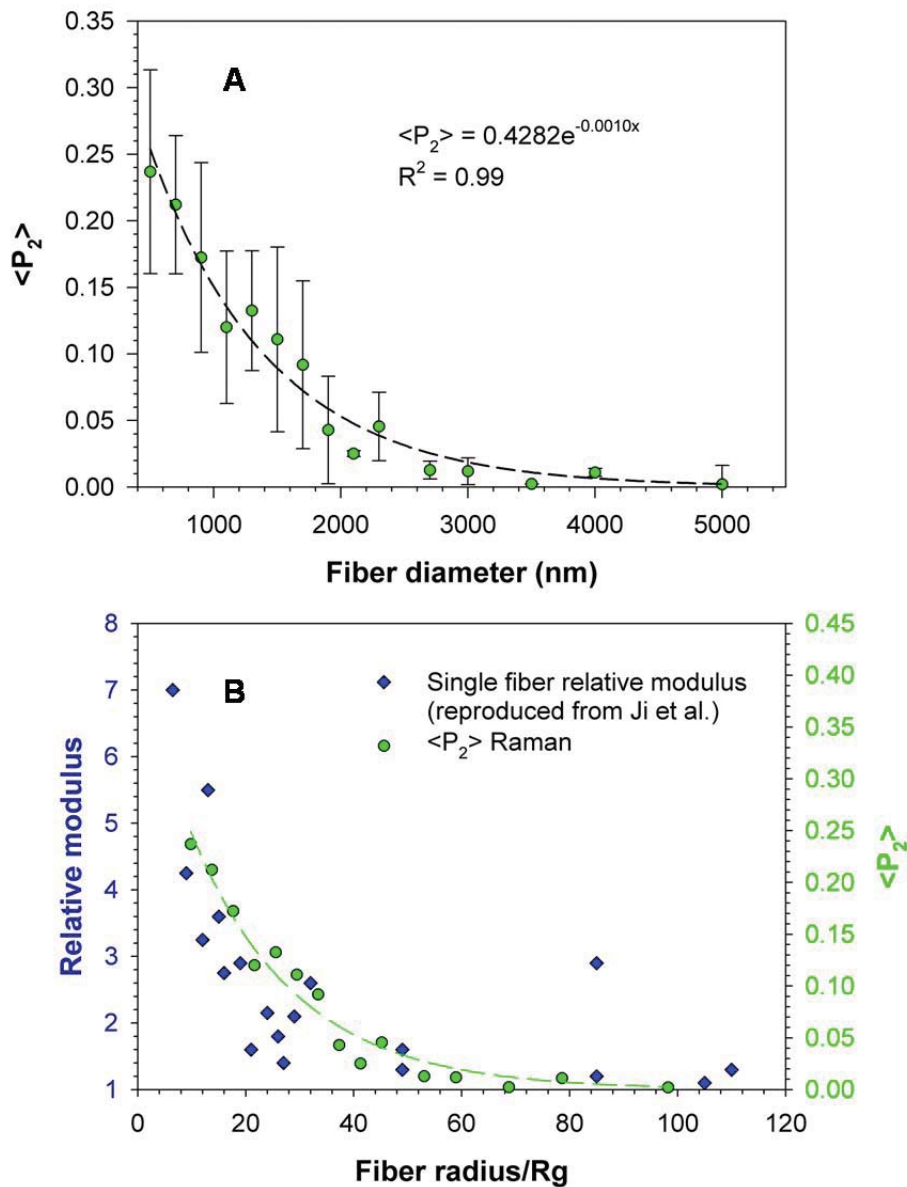 A
<P₂> = 0.4282e⁻⁰·⁰⁰¹⁰ˣ
R² = 0.99
<P₂>
0.35
0.30
0.25
0.20
0.15
0.10
0.05
0.00
1000 2000 3000 4000 5000
Fiber diameter (nm)
B
Single fiber relative modulus
(reproduced from Ji et al.)
<P₂> Raman
Relative modulus
8
7
6
5
4
3
2
1
0.45
0.40
0.35
0.30
0.25
0.20
0.15
0.10
0.05
0.00
<P₂>
0 20 40 60 80 100 120
Fiber radius/Rg